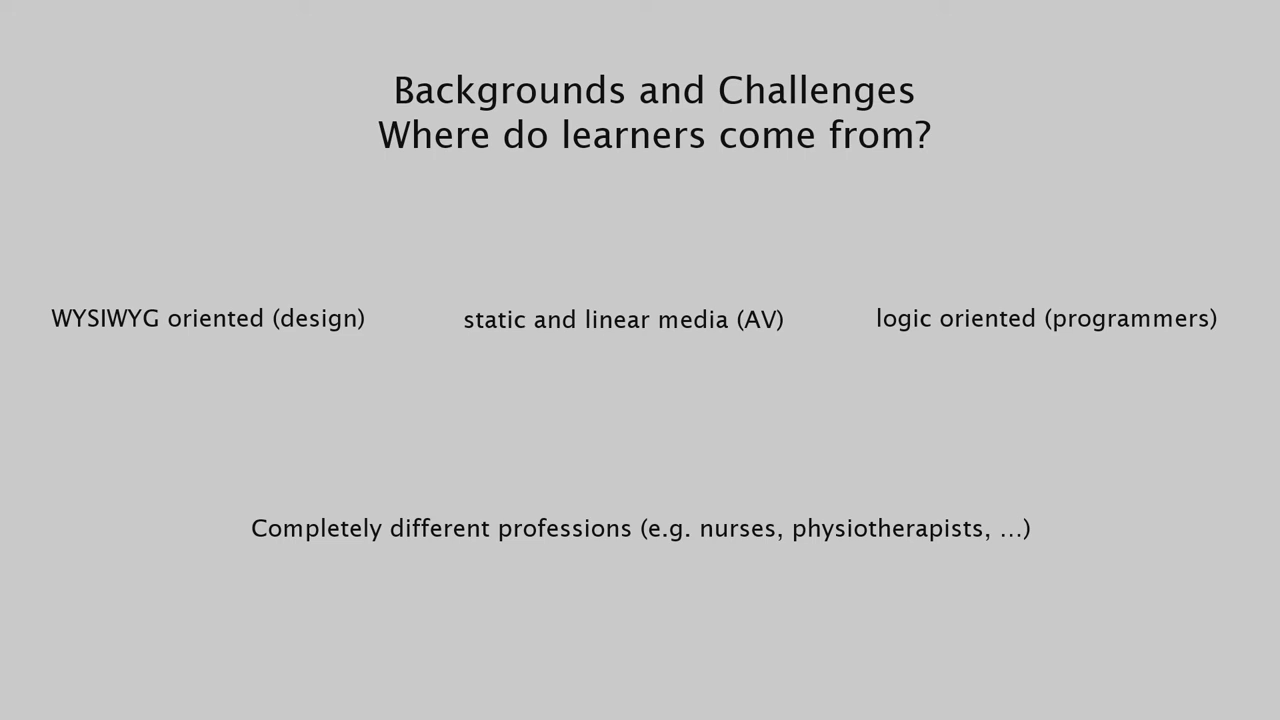 Backgrounds and Challenges
Where do learners come from?
WYSIWYG oriented (design)
static and linear media (AV)
logic oriented (programmers)
Completely different professions (e.g. nurses, physiotherapists, ...)